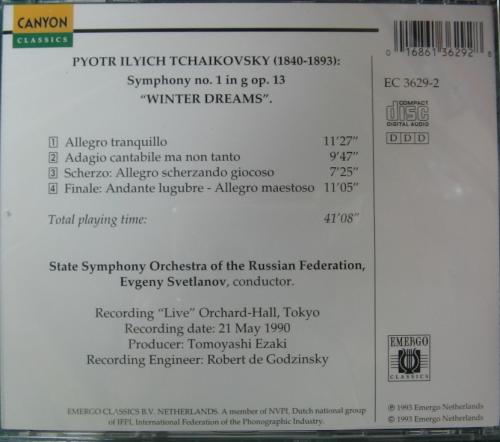 CANYON
CLASSICS
PYOTR ILYICH TCHAIKOVSKY (1840-1893):
Symphony no. 1 in g op. 13
"WINTER DREAMS".
1 Allegro tranquillo 11'27"
2 Adagio cantabile ma non tanto 9'47"
3 Scherzo: Allegro scherzando giocoso 7'25"
4 Finale: Andante lugubre - Allegro maestoso 11'05"
Total playing time: 41'08"
State Symphony Orchestra of the Russian Federation,
Evgeny Svetlanov, conductor.
Recording "Live" Orchard-Hall, Tokyo
Recording date: 21 May 1990
Producer: Tomoyashi Ezaki
Recording Engineer: Robert de Godzinsky
EMERGO CLASSICS B.V. NETHERLANDS. A member of NVPI, Dutch national group
of IFPI, International Federation of the Phonographic Industry.
0 16861 36292 8
EC 3629-2
COMPACT
disc
DIGITAL AUDIO
DDD
EMERGO
CLASSICS
℗ 1993 Emergo Netherlands
© 1993 Emergo Netherlands